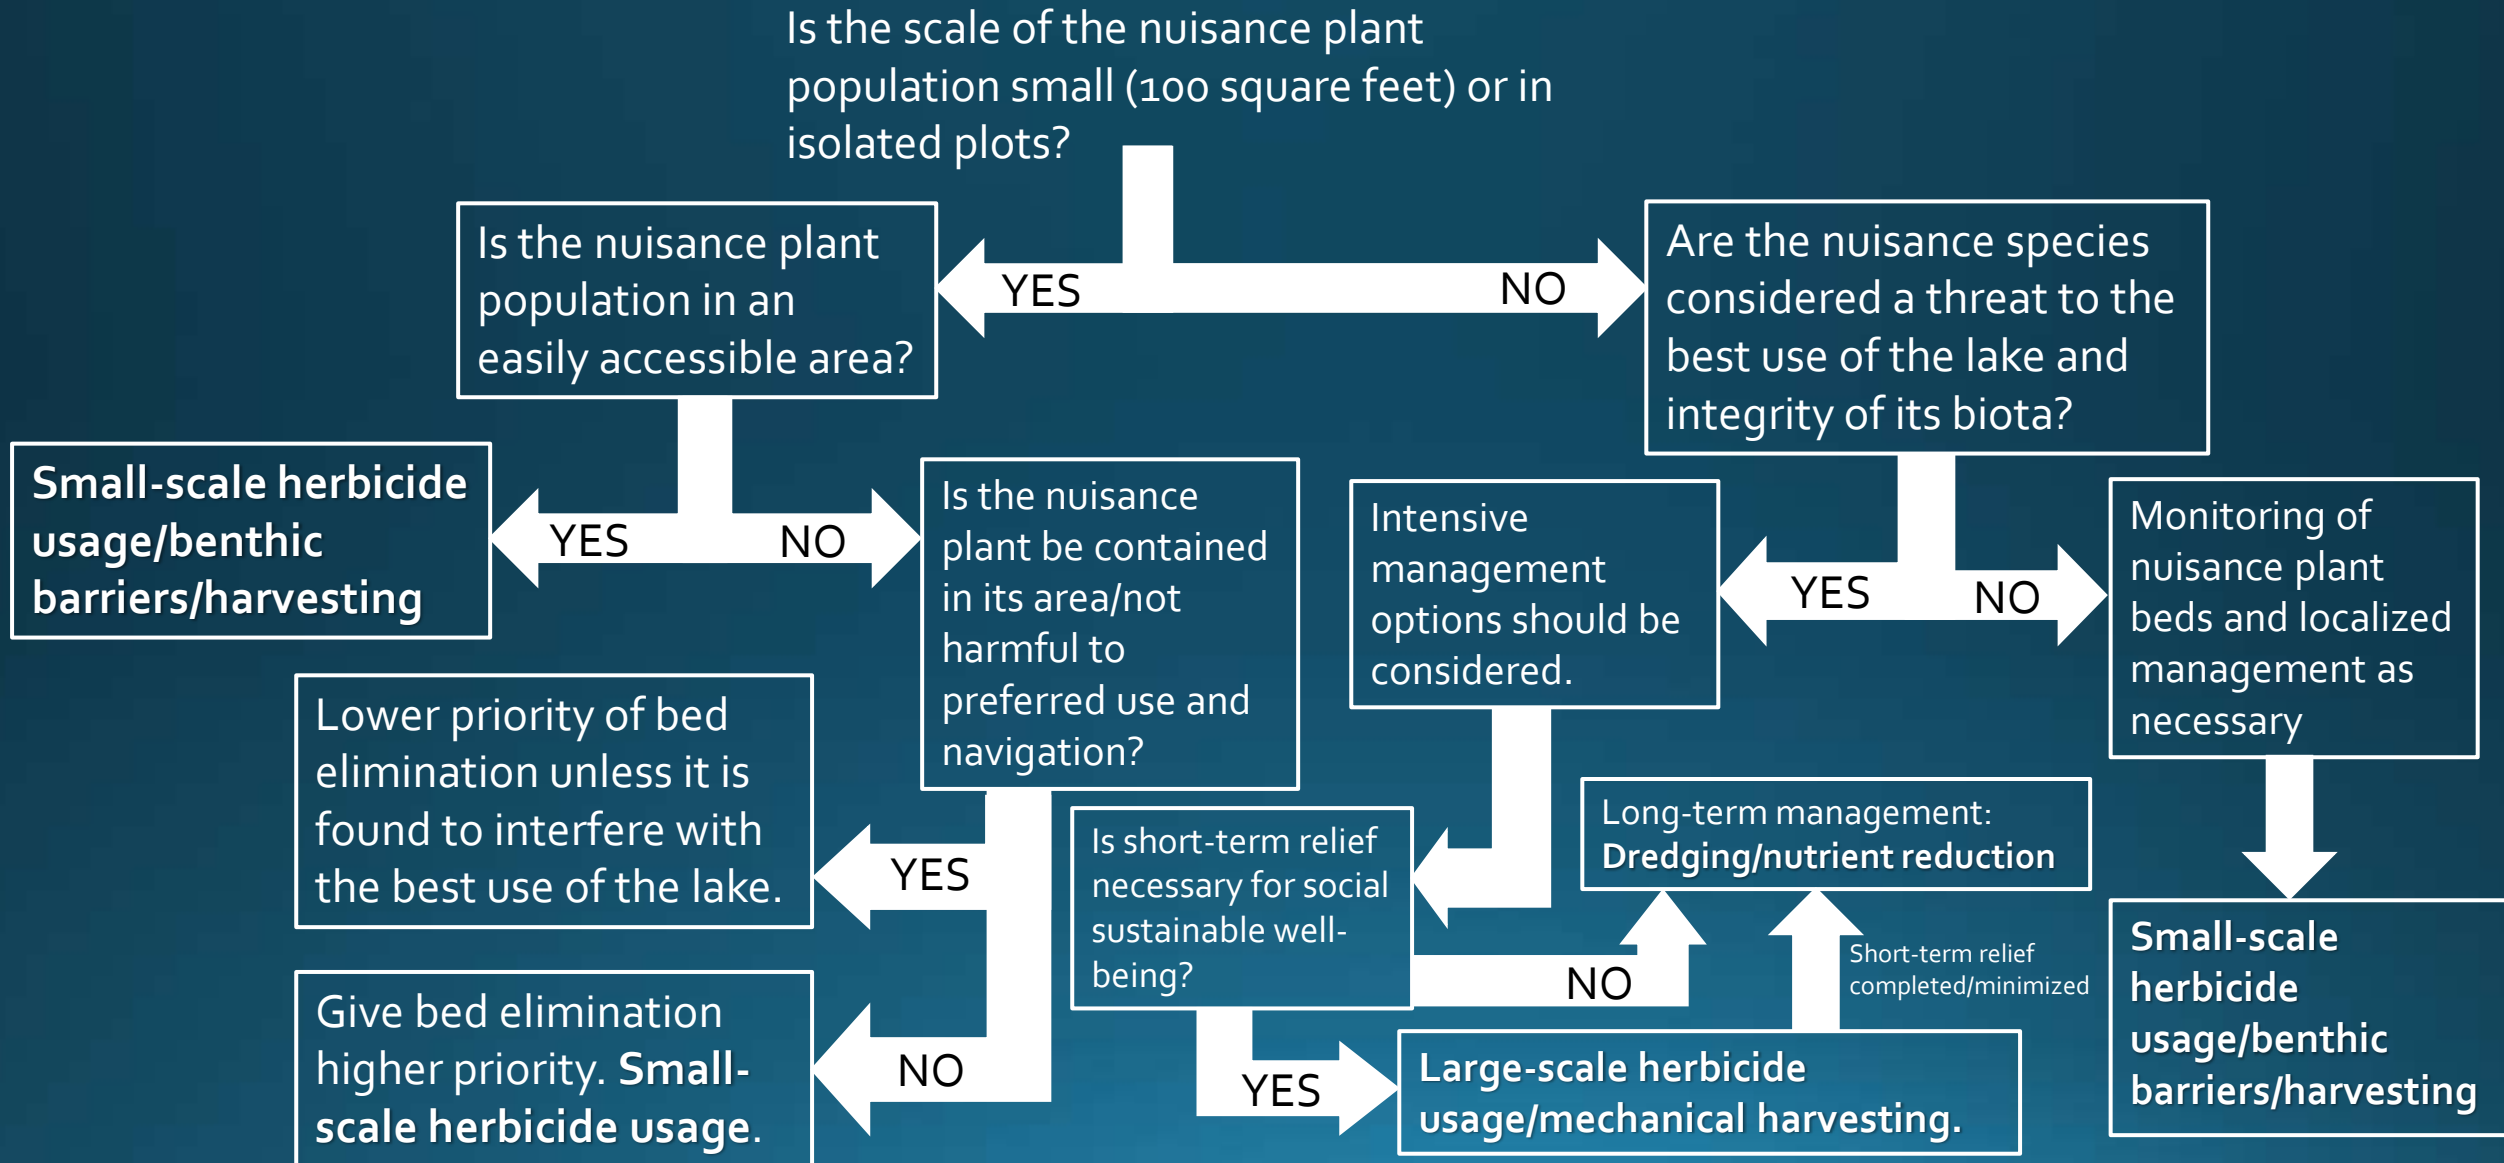 Is the scale of the nuisance plant
population small (100 square feet) or in
isolated plots?
YES
NO
Is the nuisance plant
population in an
easily accessible area?
Are the nuisance species
considered a threat to the
best use of the lake and
integrity of its biota?
YES
NO
Small-scale herbicide
usage/benthic
barriers/harvesting
Is the nuisance
plant be contained
in its area/not
harmful to
preferred use and
navigation?
YES
NO
Intensive
management
options should be
considered.
Monitoring of
nuisance plant
beds and localized
management as
necessary
Lower priority of bed
elimination unless it is
found to interfere with
the best use of the lake.
YES
Give bed elimination
higher priority. Small-
scale herbicide usage.
NO
Is short-term relief
necessary for social
sustainable well-
being?
NO
YES
Long-term management:
Dredging/nutrient reduction
Short-term relief
completed/minimized
Large-scale herbicide
usage/mechanical harvesting.
Small-scale
herbicide
usage/benthic
barriers/harvesting